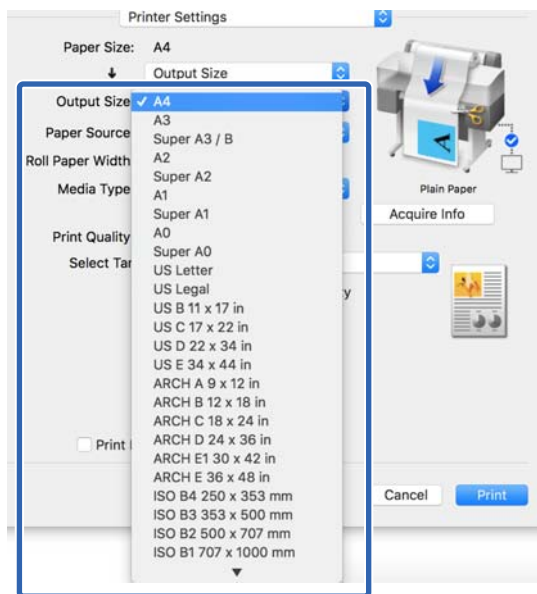 Printer Settings
Paper Size: A4
Output Size
Output Size ✓ A4
A3
Paper Source
Super A3 / B
Roll Paper Width
A2
Super A2
Media Type
A1
Plain Paper
Super A1
Acquire Info
A0
Print Quality
Super A0
Select Tar
US Letter
US Legal
y
US B 11 x 17 in
US C 17 x 22 in
US D 22 x 34 in
US E 34 x 44 in
ARCH A 9 x 12 in
ARCH B 12 x 18 in
ARCH C 18 x 24 in
ARCH D 24 x 36 in
Print
ARCH E1 30 x 42 in
ARCH E 36 x 48 in
ISO B4 250 x 353 mm
Cancel Print
ISO B3 353 x 500 mm
ISO B2 500 x 707 mm
ISO B1 707 x 1000 mm